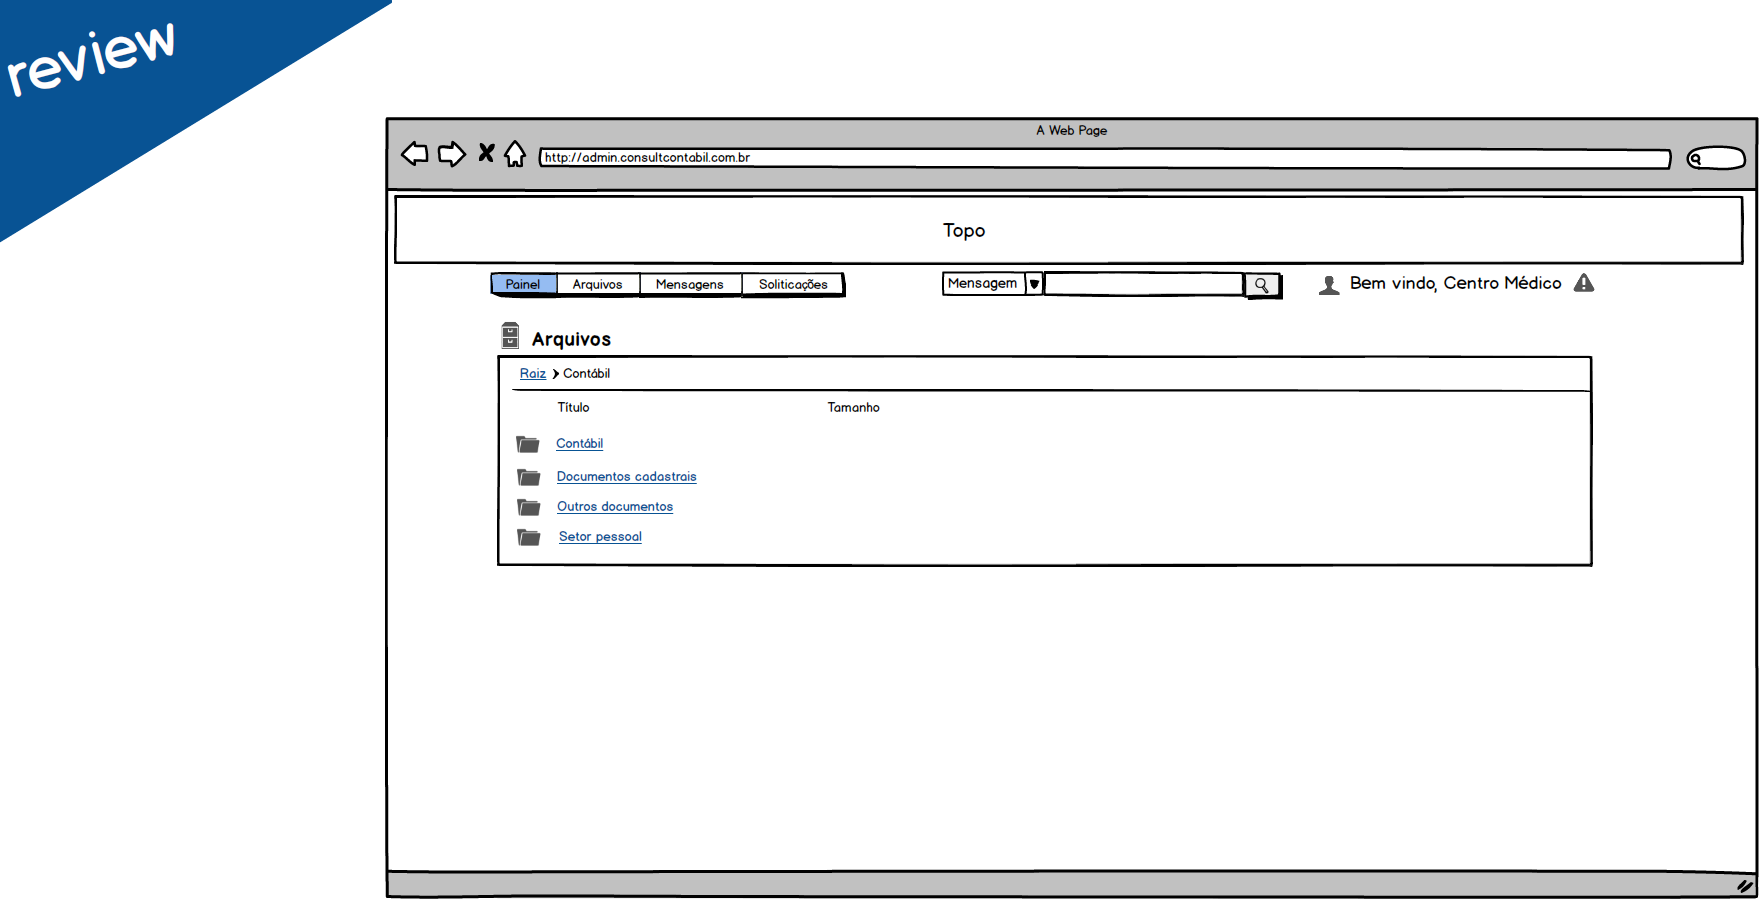 review
A Web Page
http://admin.consultcontabil.com.br
Topo
Painel Arquivos Mensagens Soliticações Mensagem Bem vindo, Centro Médico
Arquivos
Raiz > Contábil
Título Tamanho
Contábil
Documentos cadastrais
Outros documentos
Setor pessoal